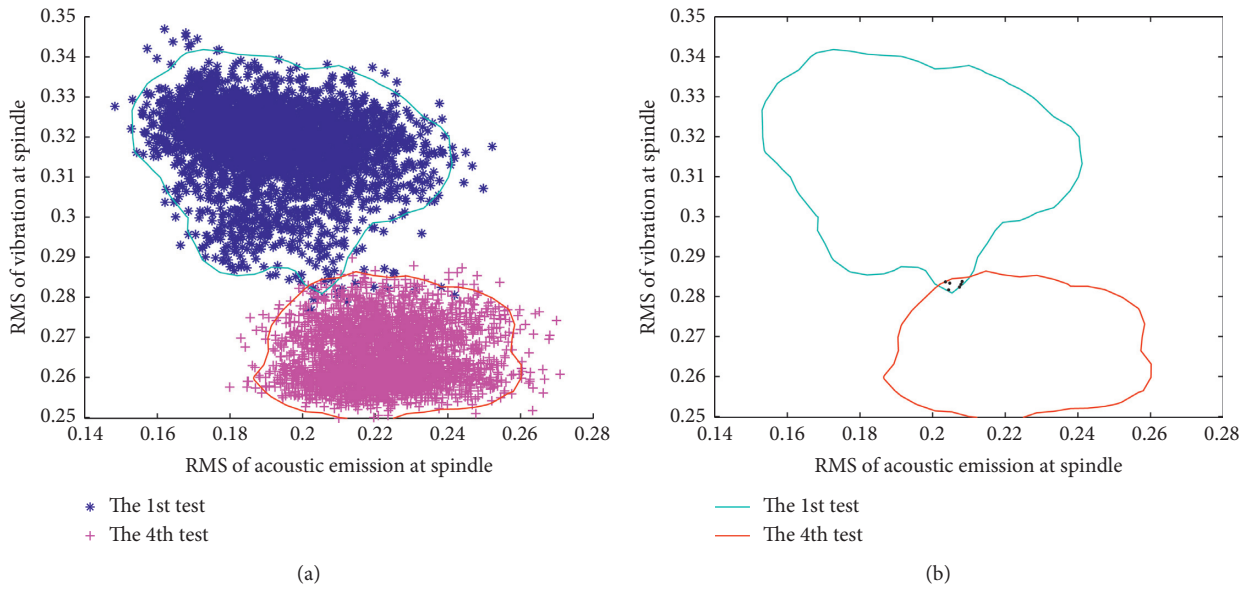 0.35
0.34
0.33
0.32
0.31
0.3
0.29
0.28
0.27
0.26
0.25
RMS of vibration at spindle
0.14 0.16 0.18 0.2 0.22 0.24 0.26 0.28
RMS of acoustic emission at spindle
The 1st test
The 4th test
(a)
0.35
0.34
0.33
0.32
0.31
0.3
0.29
0.28
0.27
0.26
0.25
RMS of vibration at spindle
0.14 0.16 0.18 0.2 0.22 0.24 0.26 0.28
RMS of acoustic emission at spindle
The 1st test
The 4th test
(b)